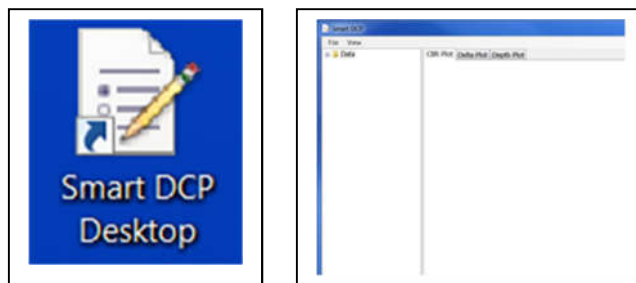 Smart DCP
Desktop
Smart DCP
File View
Data
CBR Plot Delta Plot Depth Plot